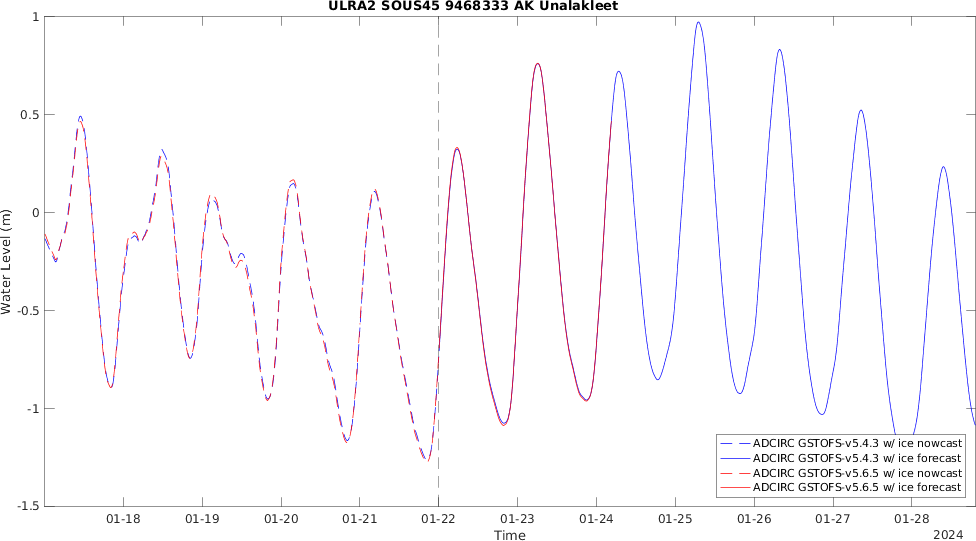 ULRA2 SOUS45 9468333 AK Unalakleet
Water Level (m)
1
0.5
0
-0.5
-1
-1.5
ADCIRC GSTOFS-v5.4.3 w/ ice nowcast
ADCIRC GSTOFS-v5.4.3 w/ ice forecast
ADCIRC GSTOFS-v5.6.5 w/ ice nowcast
ADCIRC GSTOFS-v5.6.5 w/ ice forecast
01-18 01-19 01-20 01-21 01-22 01-23 01-24 01-25 01-26 01-27 01-28
Time
2024